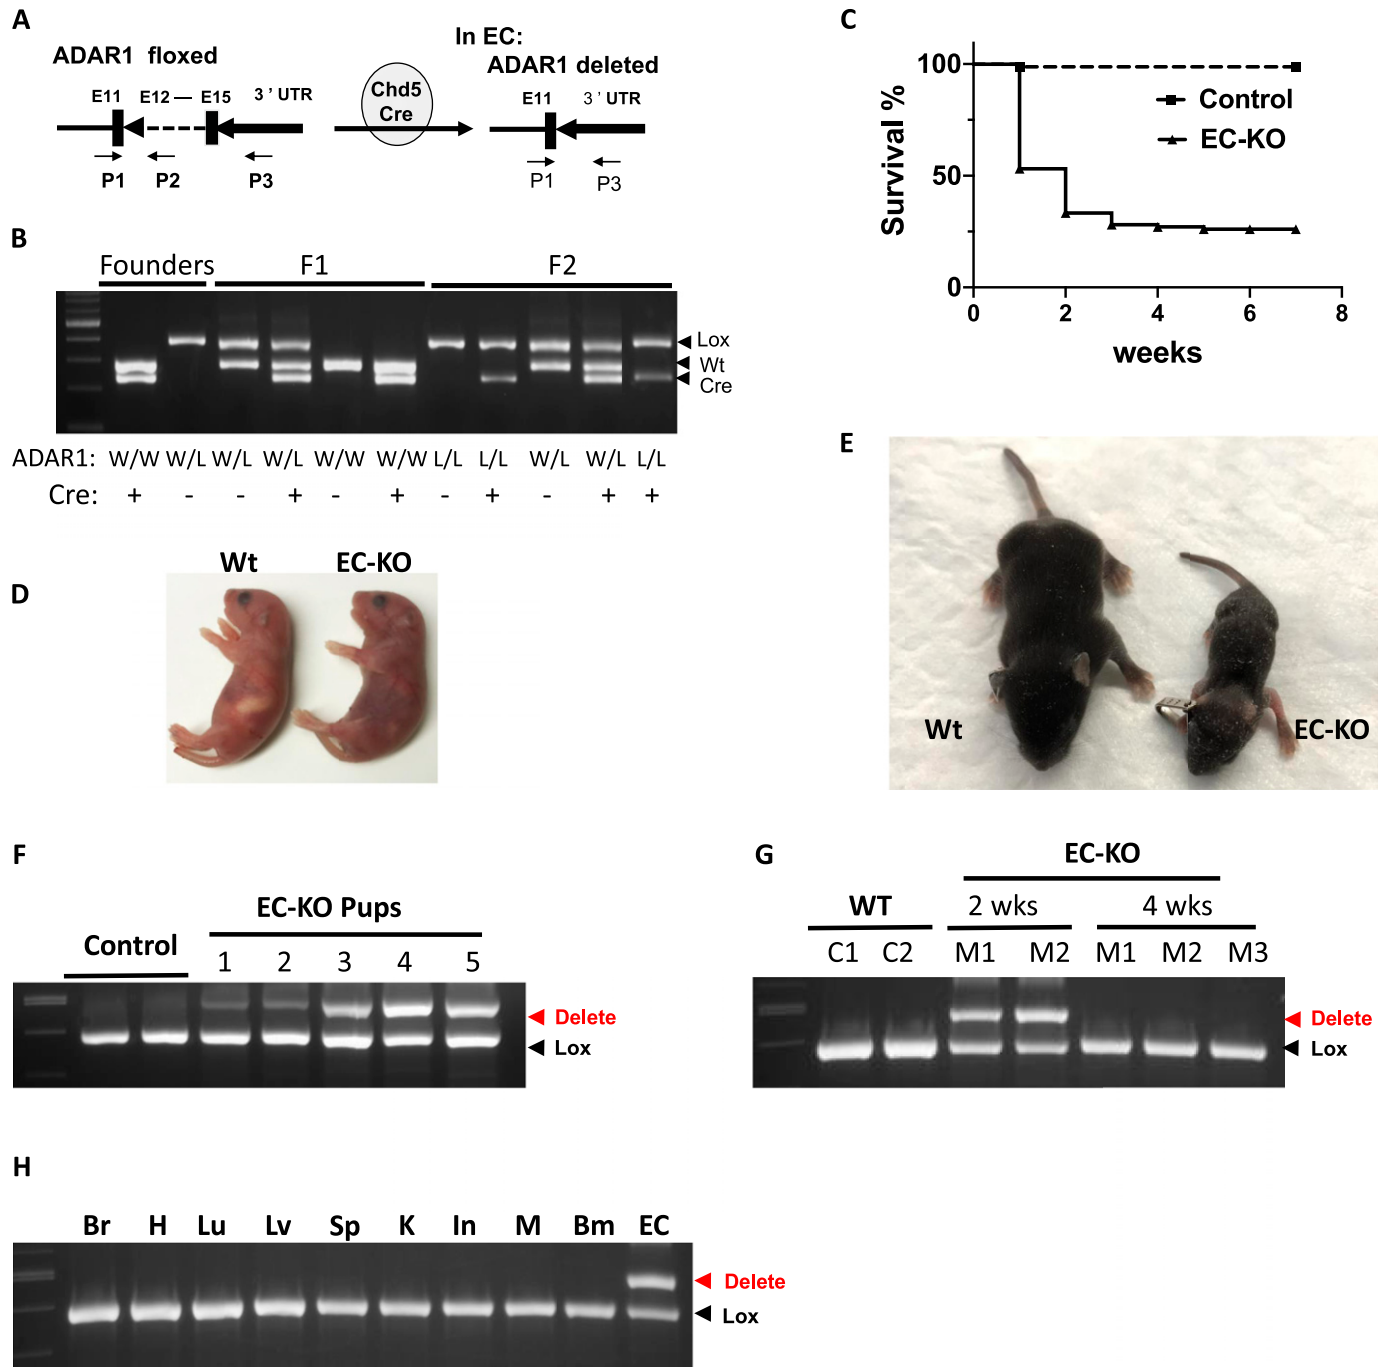 A
ADAR1 floxed
E11 E12 — E15 3 ' UTR
P1 P2 P3
Chd5
Cre
In EC:
ADAR1 deleted
E11 3 ' UTR
P1 P3
B
Founders F1 F2
Lox
Wt
Cre
ADAR1: W/W W/L W/L W/L W/W W/W L/L L/L W/L W/L L/L
Cre: + - - + - + - + - + +
C
Survival %
100
50
0
0 2 4 6 8
weeks
Control
EC-KO
D
Wt EC-KO
E
Wt
EC-KO
F
EC-KO Pups
Control
1 2 3 4 5
Delete
Lox
G
EC-KO
WT 2 wks 4 wks
C1 C2 M1 M2 M1 M2 M3
Delete
Lox
H
Br H Lu Lv Sp K In M Bm EC
Delete
Lox